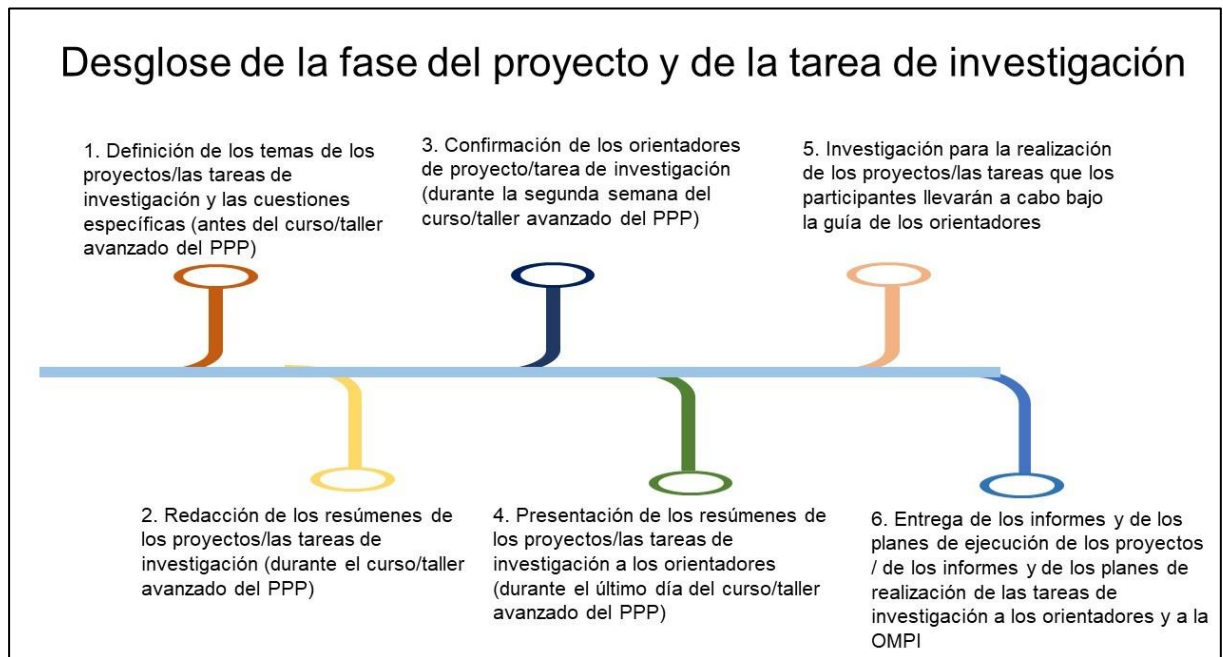 Desglose de la fase del proyecto y de la tarea de investigación
1. Definición de los temas de los
proyectos/las tareas de
investigación y las cuestiones
específicas (antes del curso/taller
avanzado del PPP)
2. Redacción de los resúmenes de
los proyectos/las tareas de
investigación (durante el curso/taller
avanzado del PPP)
3. Confirmación de los orientadores
de proyecto/tarea de investigación
(durante la segunda semana del
curso/taller avanzado del PPP)
4. Presentación de los resúmenes de
los proyectos/las tareas de
investigación a los orientadores
(durante el último día del curso/taller
avanzado del PPP)
5. Investigación para la realización
de los proyectos/las tareas que los
participantes llevarán a cabo bajo
la guía de los orientadores
6. Entrega de los informes y de los
planes de ejecución de los proyectos
/ de los informes y de los planes de
realización de las tareas de
investigación a los orientadores y a la
OMPI